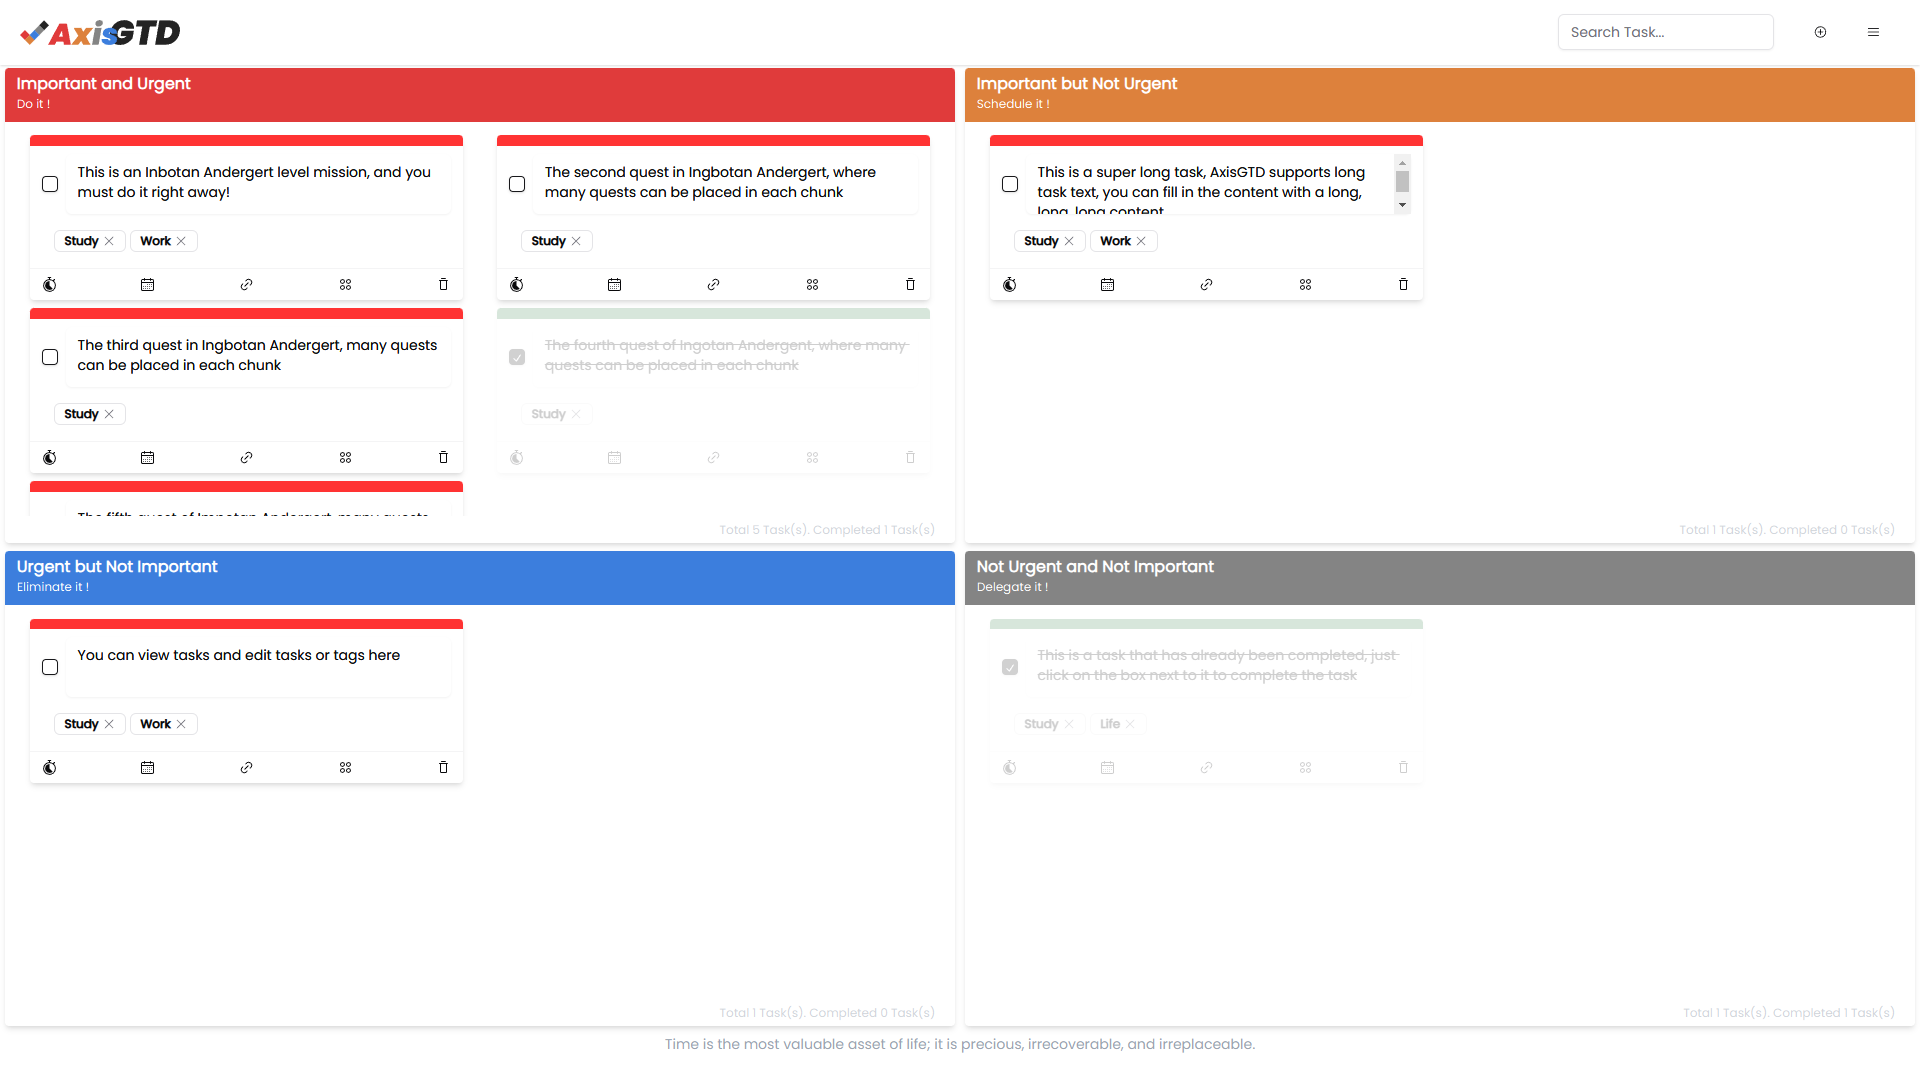 AxisGTD
Search Task...
Important and Urgent
Do it !
This is an Inbotan Andergert level mission, and you
must do it right away!
Study
Work
The second quest in Ingbotan Andergert, where
many quests can be placed in each chunk
Study
The third quest in Ingbotan Andergert, many quests
can be placed in each chunk
Study
The fourth quest of Ingotan Andergent, where many
quests can be placed in each chunk
Study
The fifth quest of Impotan Andergert, many quests
Total 5 Task(s). Completed 1 Task(s)
Important but Not Urgent
Schedule it !
This is a super long task, AxisGTD supports long
task text, you can fill in the content with a long,
long, long content
Study
Work
Total 1 Task(s). Completed 0 Task(s)
Urgent but Not Important
Eliminate it !
You can view tasks and edit tasks or tags here
Study
Work
Total 1 Task(s). Completed 0 Task(s)
Not Urgent and Not Important
Delegate it !
This is a task that has already been completed, just
click on the box next to it to complete the task
Study
Life
Total 1 Task(s). Completed 1 Task(s)
Time is the most valuable asset of life; it is precious, irrecoverable, and irreplaceable.